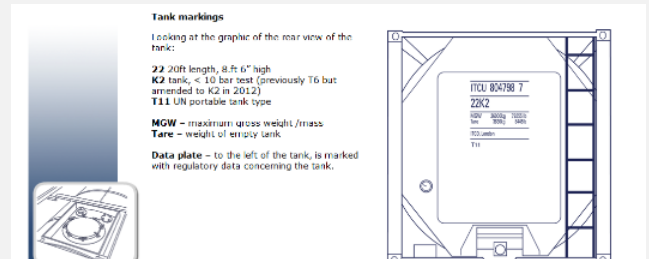 Tank markings
Looking at the graphic of the rear view of the
tank:
22 20ft length, 8.ft 6" high
K2 tank, < 10 bar test (previously T6 but
amended to K2 in 2012)
T11 UN portable tank type
MGW – maximum gross weight /mass
Tare – weight of empty tank
Data plate – to the left of the tank, is marked
with regulatory data concerning the tank.
ITCU 804798 7
22K2
MGW
Tare
London
T11